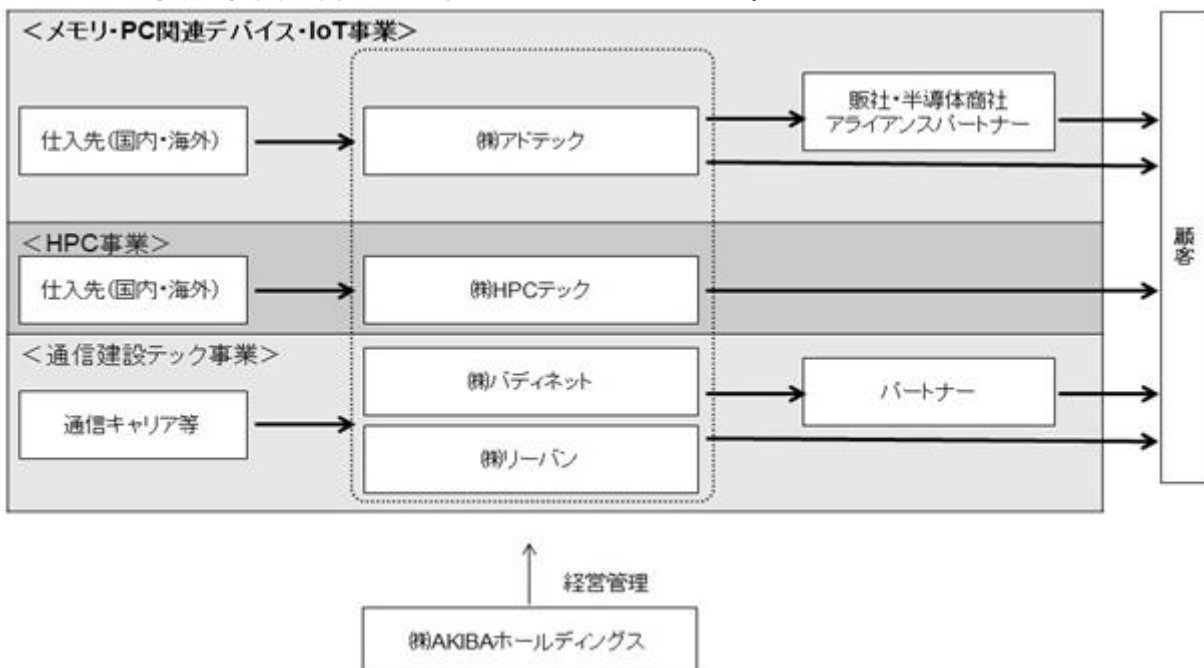 <メモリ・PC関連デバイス・IoT事業>
仕入先(国内・海外)
㈱アドテック
販社・半導体商社
アライアンスパートナー
<HPC事業>
仕入先(国内・海外)
㈱HPCテック
顧客
<通信建設テック事業>
通信キャリア等
㈱バディネット
㈱リーバン
パートナー
経営管理
㈱AKIBAホールディングス